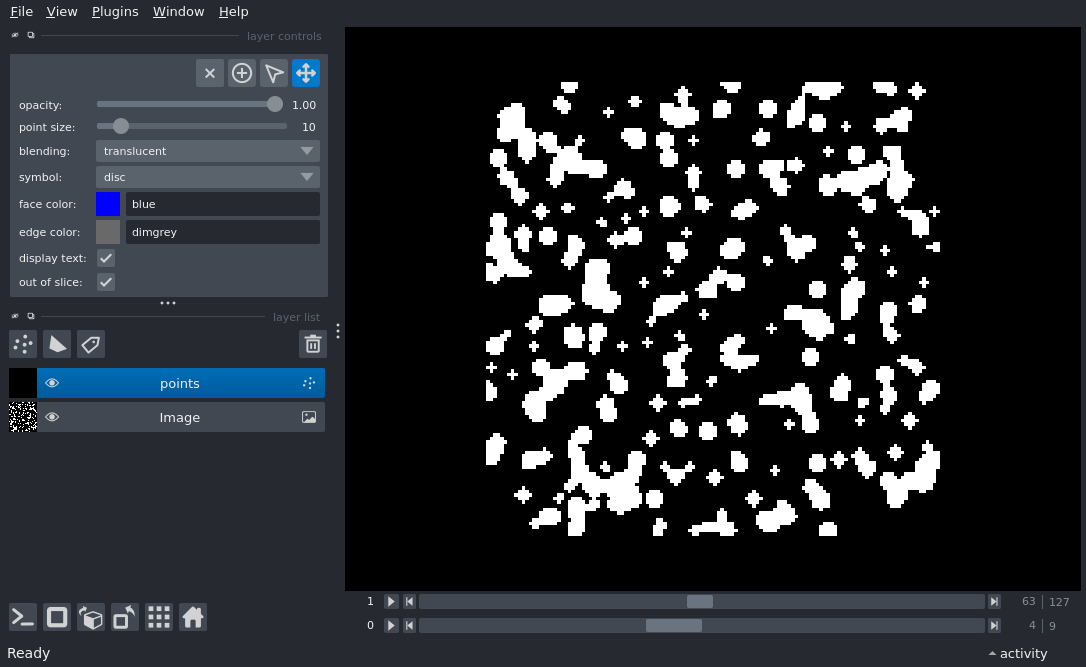 File View Plugins Window Help
layer controls
opacity: 1.00
point size: 10
blending: translucent
symbol: disc
face color: blue
edge color: dimgrey
display text:
out of slice:
layer list
points
Image
1 63 127
0 4 9
Ready activity